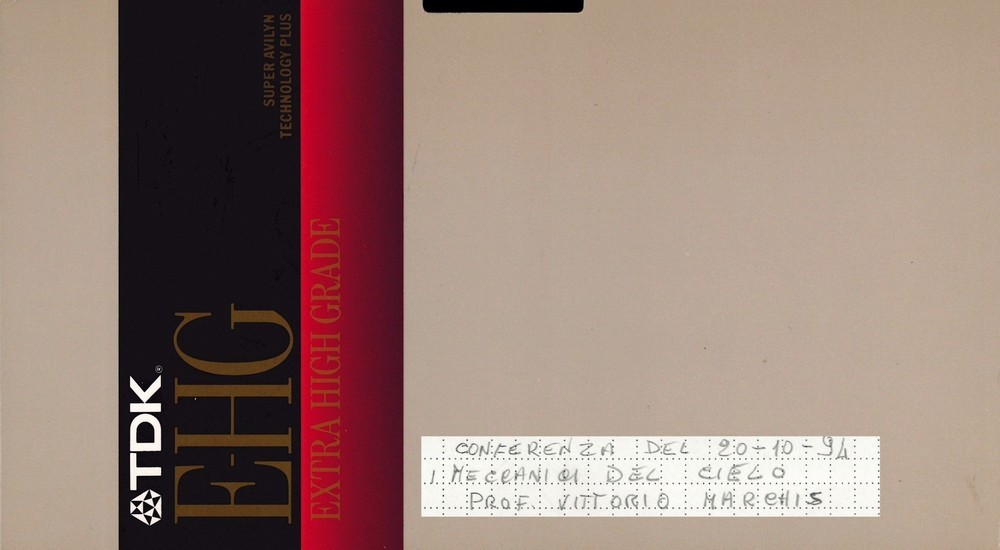 SUPER AVILYN
TECHNOLOGY PLUS
TDK®
EHG
EXTRA HIGH GRADE
CONFERENZA DEL 20-10-94
I MECCANICI DEL CIELO
PROF. VITTORIO MARCHIS